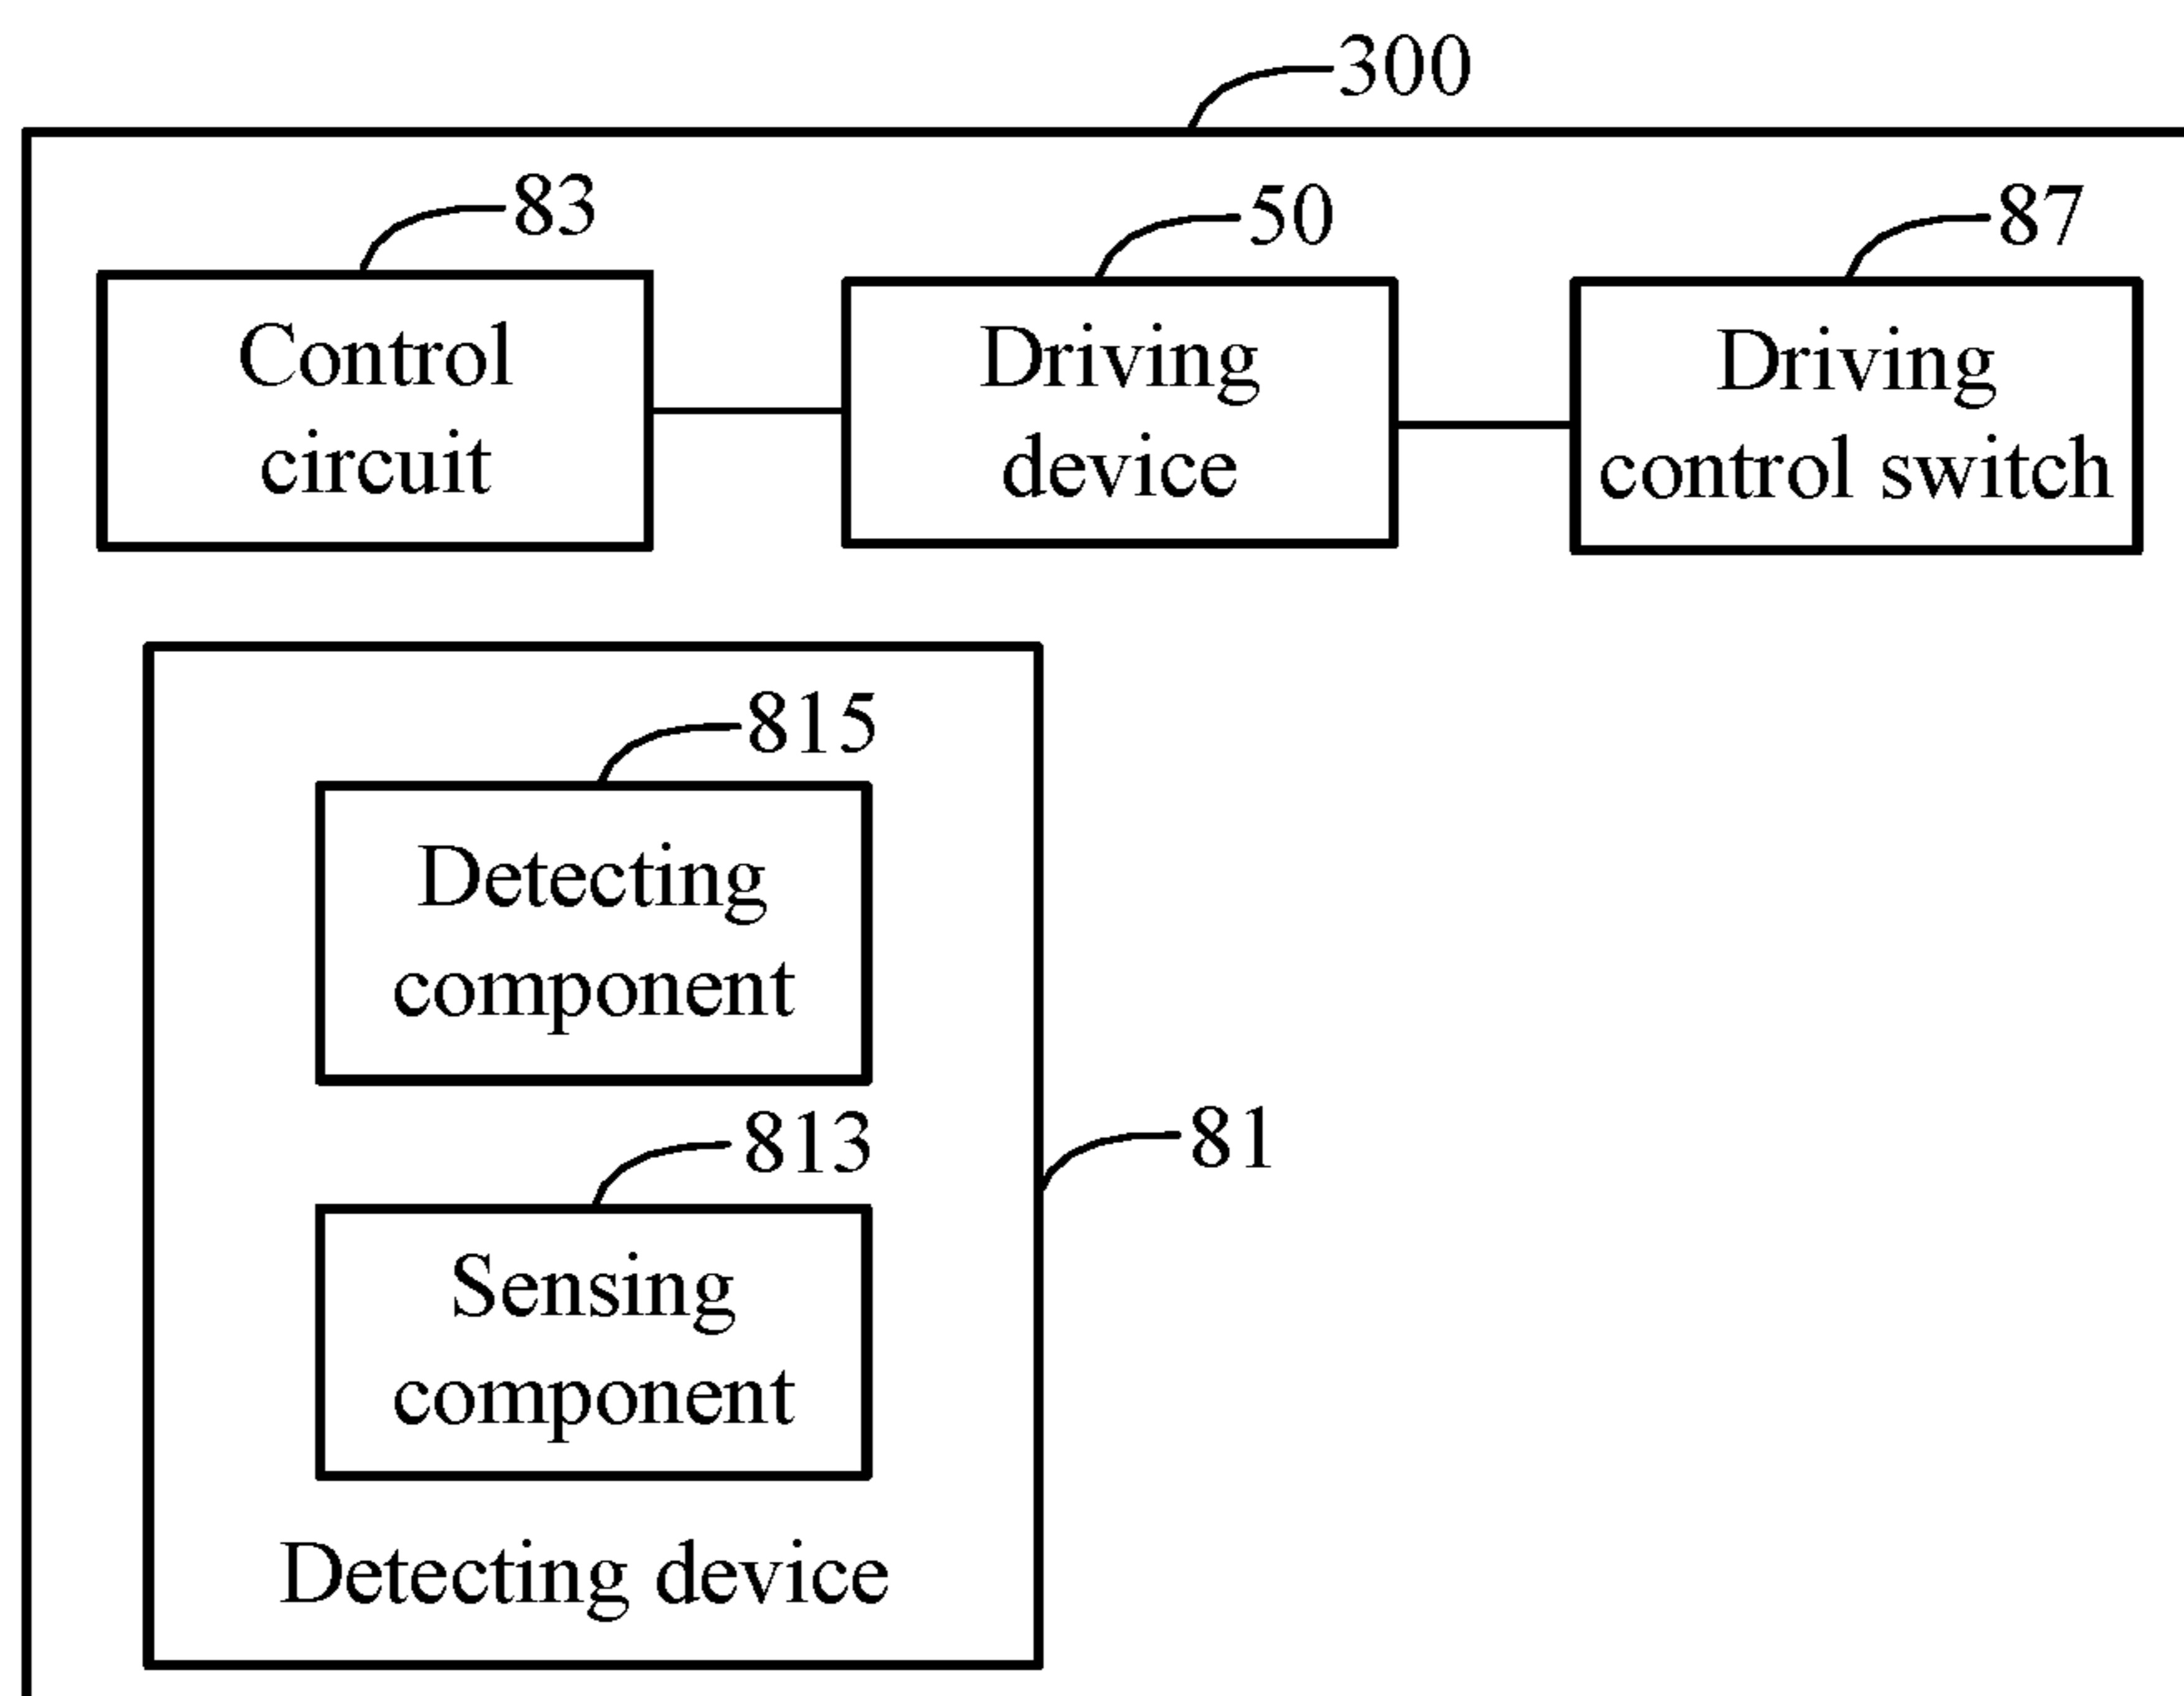 300
83
50
87
Control
circuit
Driving
device
Driving
control switch
815
Detecting
component
813
81
Sensing
component
Detecting device